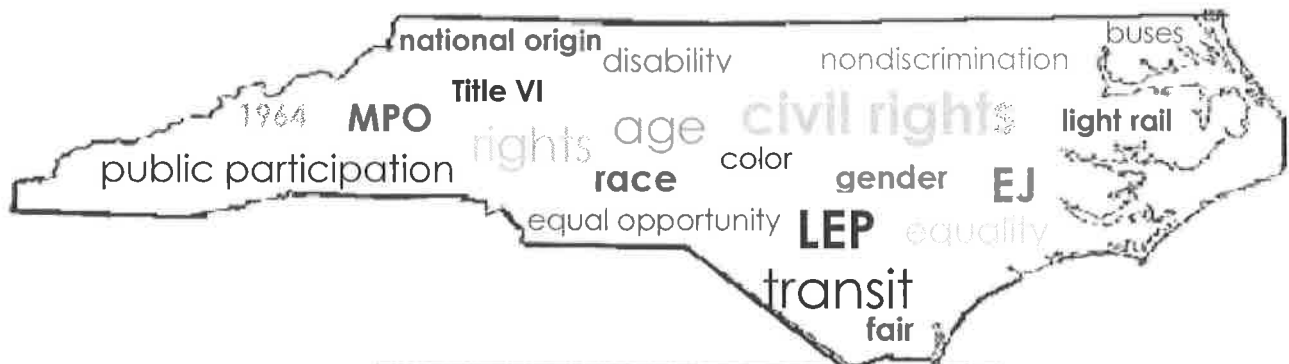 buses
national origin
disability
nondiscrimination
Title VI
1964
MPO
civil rights
light rail
rights
age
color
public participation
race
gender
EJ
equal opportunity
LEP
equality
transit
fair